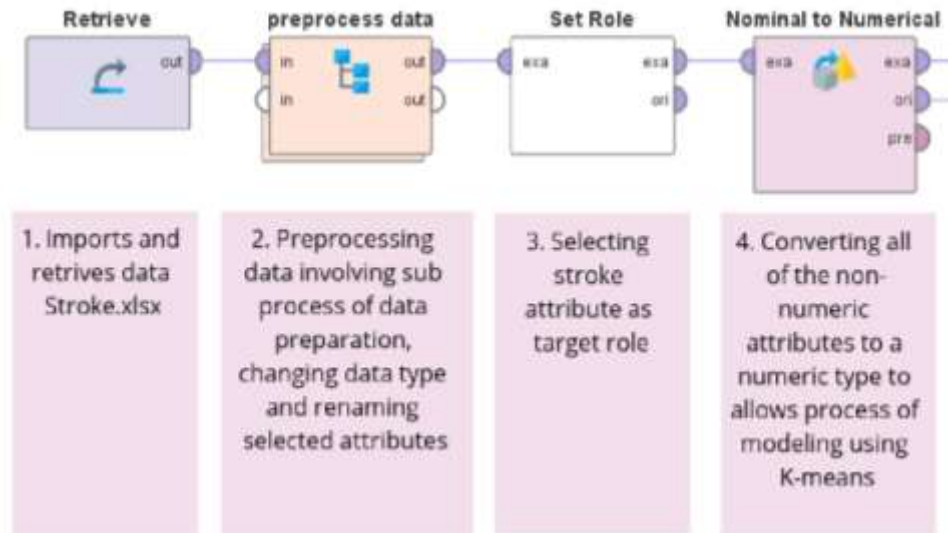 Retrieve
preprocess data
Set Role
Nominal to Numerical
out
in
out
in
out
exa
exa
ori
exa
exa
ori
pre
1. Imports and
retrives data
Stroke.xlsx
2. Preprocessing
data involving sub
process of data
preparation,
changing data type
and renaming
selected attributes
3. Selecting
stroke
attribute as
target role
4. Converting all
of the non-
numeric
attributes to a
numeric type to
allows process of
modeling using
K-means